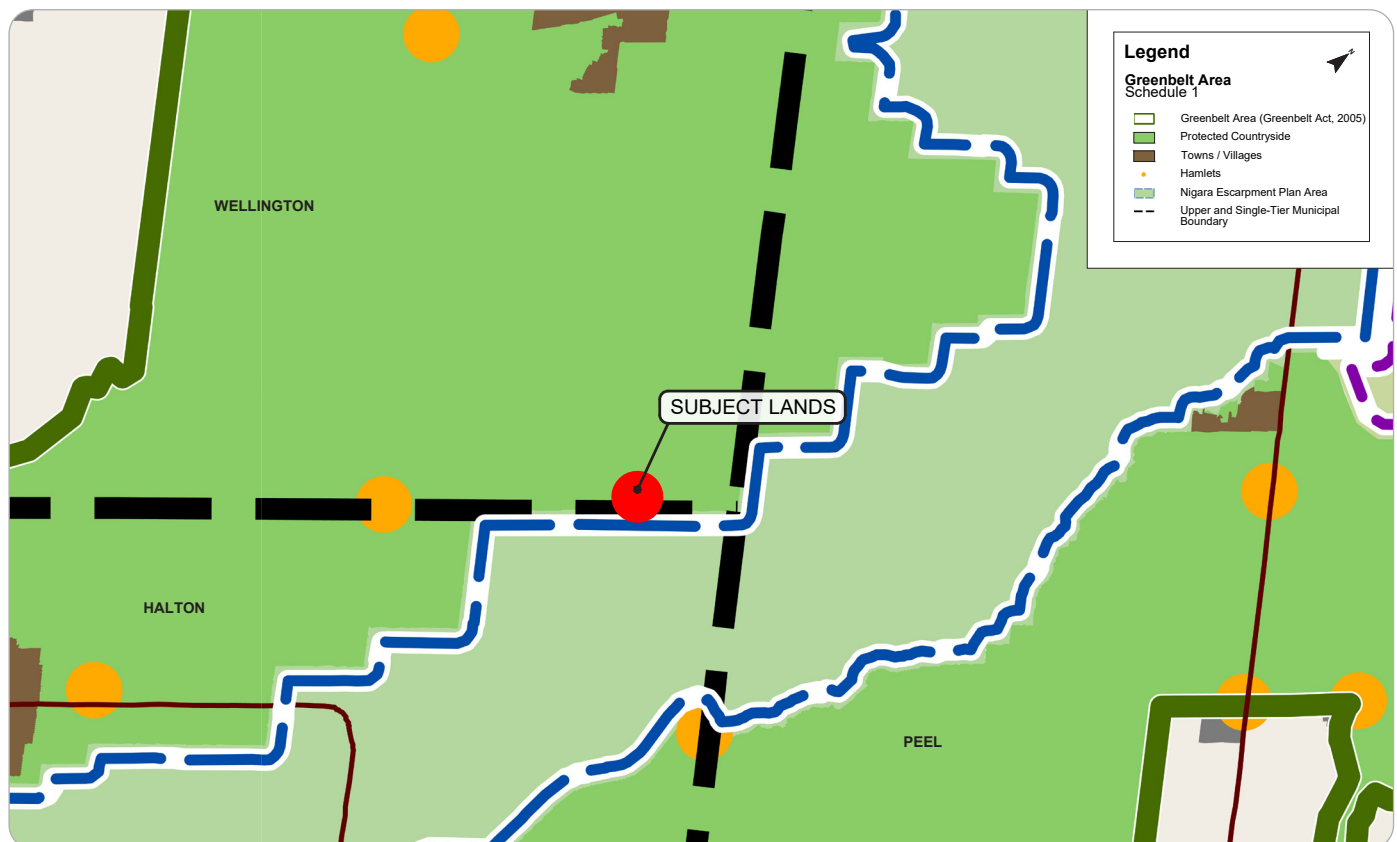 Legend
N
Greenbelt Area
Schedule 1
Greenbelt Area (Greenbelt Act, 2005)
Protected Countryside
Towns / Villages
Hamlets
Nigara Escarpment Plan Area
Upper and Single-Tier Municipal
Boundary
WELLINGTON
SUBJECT LANDS
HALTON
PEEL